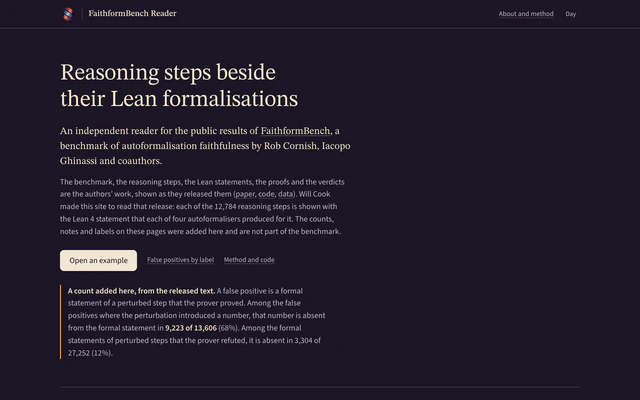 FaithformBench Reader
About and method
Day
Reasoning steps beside
their Lean formalisations
An independent reader for the public results of FaithformBench, a
benchmark of autoformalisation faithfulness by Rob Cornish, Iacopo
Ghinassi and coauthors.
The benchmark, the reasoning steps, the Lean statements, the proofs and the verdicts
are the authors' work, shown as they released them (paper, code, data). Will Cook
made this site to read that release: each of the 12,784 reasoning steps is shown with
the Lean 4 statement that each of four autoformalisers produced for it. The counts,
notes and labels on these pages were added here and are not part of the benchmark.
Open an example
False positives by label
Method and code
A count added here, from the released text. A false positive is a formal
statement of a perturbed step that the prover proved. Among the false
positives where the perturbation introduced a number, that number is absent
from the formal statement in 9,223 of 13,606 (68%). Among the formal
statements of perturbed steps that the prover refuted, it is absent in 3,304 of
27,252 (12%).